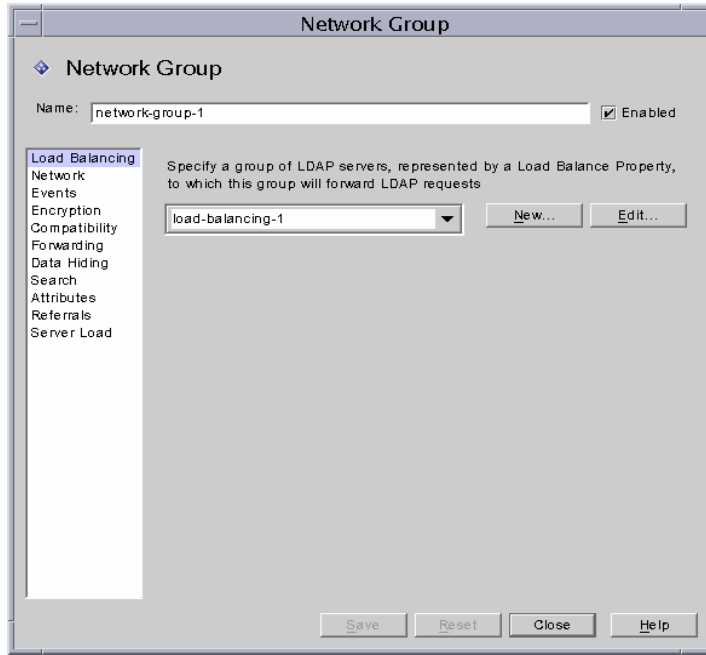 Network Group
Network Group
Name: network-group-1 Enabled
Load Balancing
Network
Events
Encryption
Compatibility
Forwarding
Data Hiding
Search
Attributes
Referrals
Server Load
Specify a group of LDAP servers, represented by a Load Balance Property,
to which this group will forward LDAP requests
load-balancing-1 New... Edit...
Save Reset Close Help